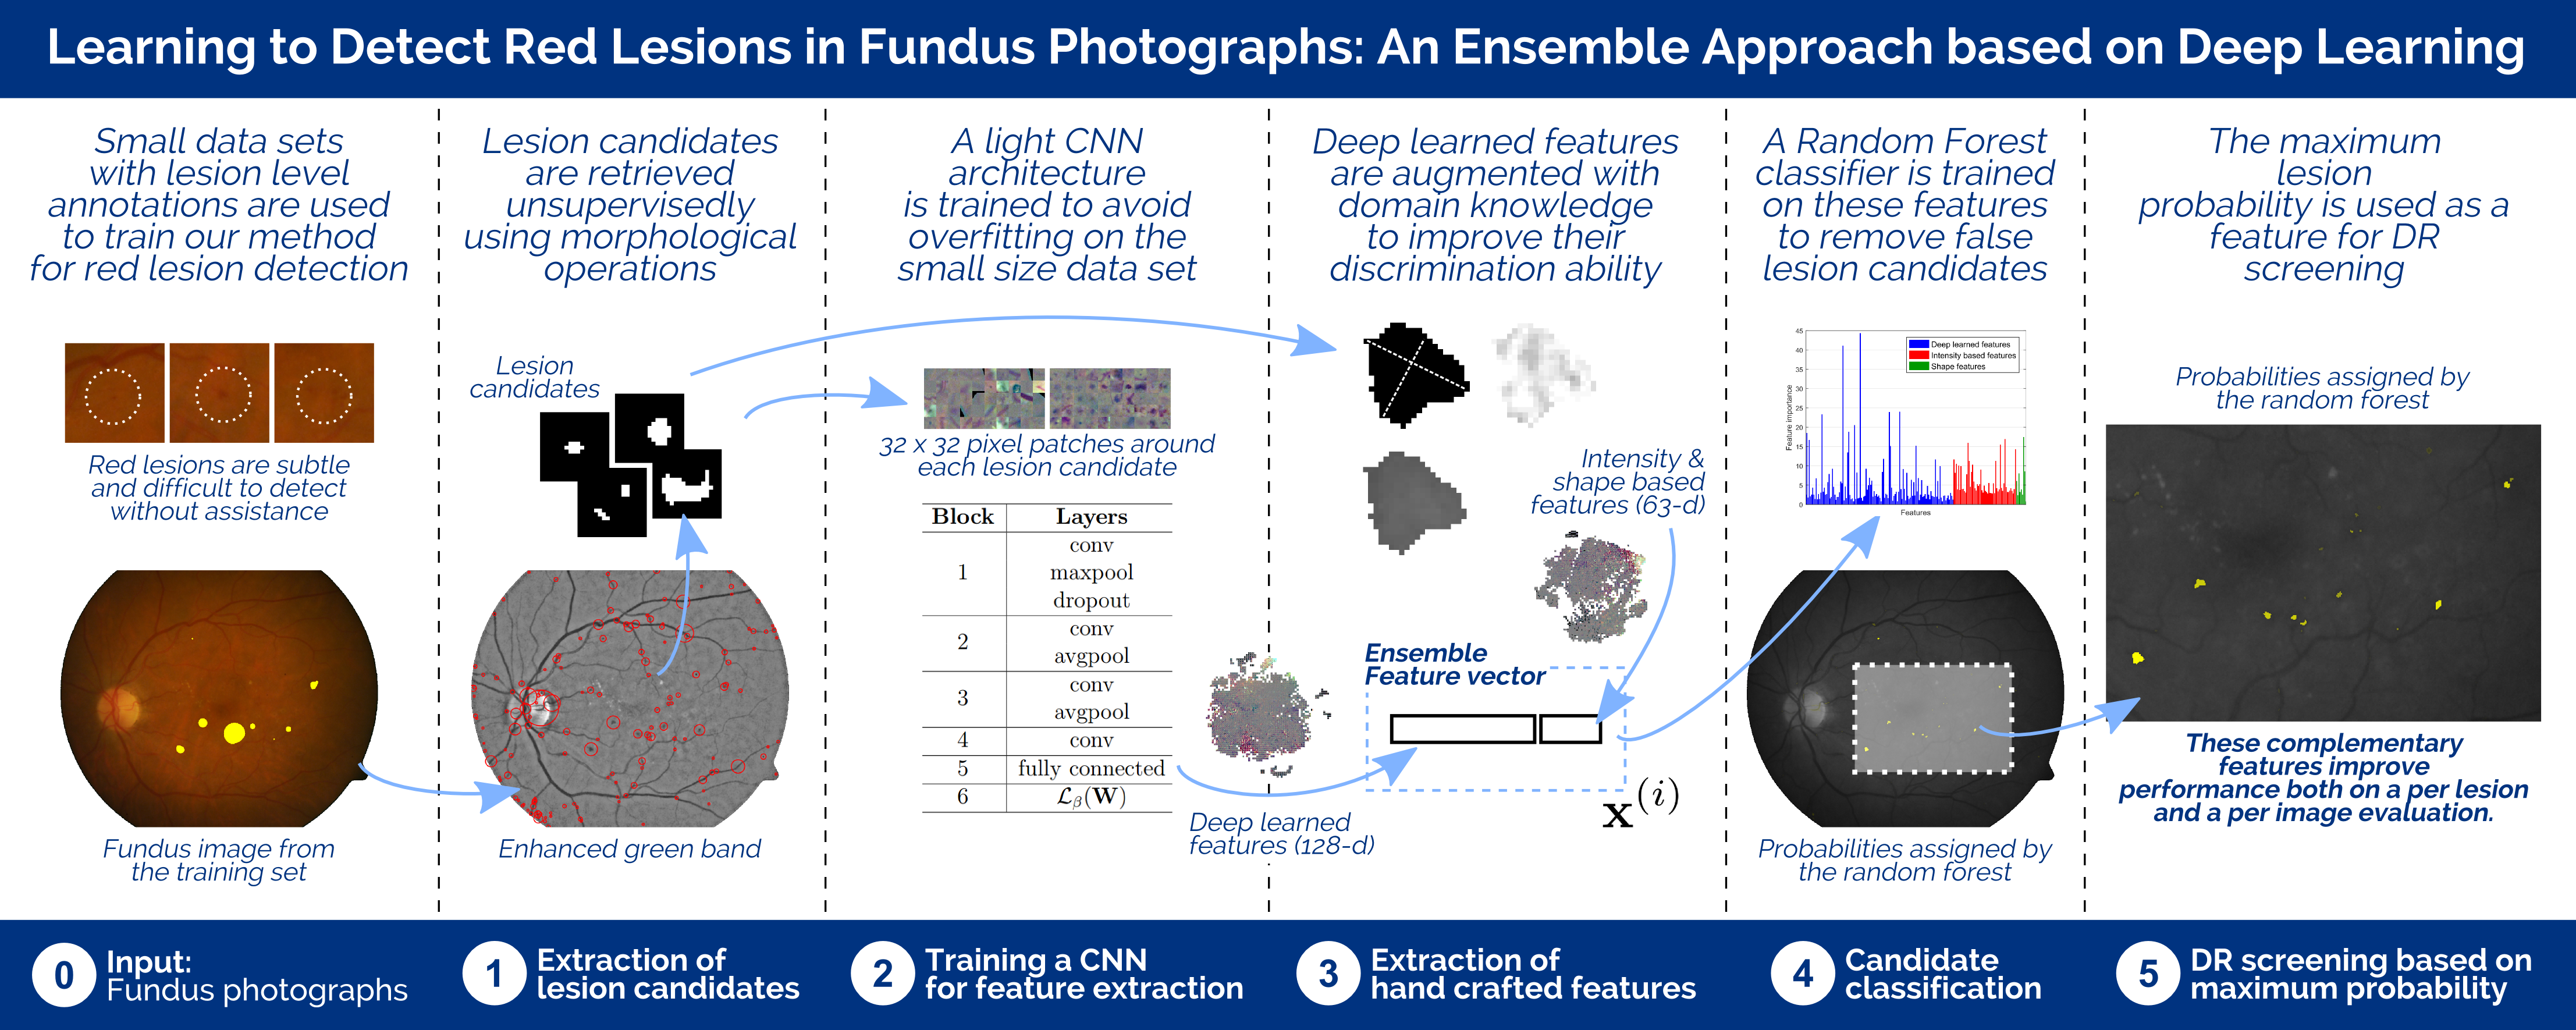 Learning to Detect Red Lesions in Fundus Photographs: An Ensemble Approach based on Deep Learning
Small data sets
with lesion level
annotations are used
to train our method
for red lesion detection
Red lesions are subtle
and difficult to detect
without assistance
Fundus image from
the training set
Lesion candidates
are retrieved
unsupervisedly
using morphological
operations
Lesion
candidates
Enhanced green band
A light CNN
architecture
is trained to avoid
overfitting on the
small size data set
32 x 32 pixel patches around
each lesion candidate
Block Layers
1 conv
maxpool
dropout
2 conv
avgpool
3 conv
avgpool
4 conv
5 fully connected
6 ℒβ(W)
Deep learned
features (128-d)
Deep learned features
are augmented with
domain knowledge
to improve their
discrimination ability
Intensity &
shape based
features (63-d)
Ensemble
Feature vector
x(i)
A Random Forest
classifier is trained
on these features
to remove false
lesion candidates
45
40
35
30
25
20
15
10
5
0
Feature importance
Deep learned features
Intensity based features
Shape features
Features
Probabilities assigned by
the random forest
The maximum
lesion
probability is used as a
feature for DR
screening
Probabilities assigned by
the random forest
These complementary
features improve
performance both on a per lesion
and a per image evaluation.
0 Input:
Fundus photographs
1 Extraction of
lesion candidates
2 Training a CNN
for feature extraction
3 Extraction of
hand crafted features
4 Candidate
classification
5 DR screening based on
maximum probability